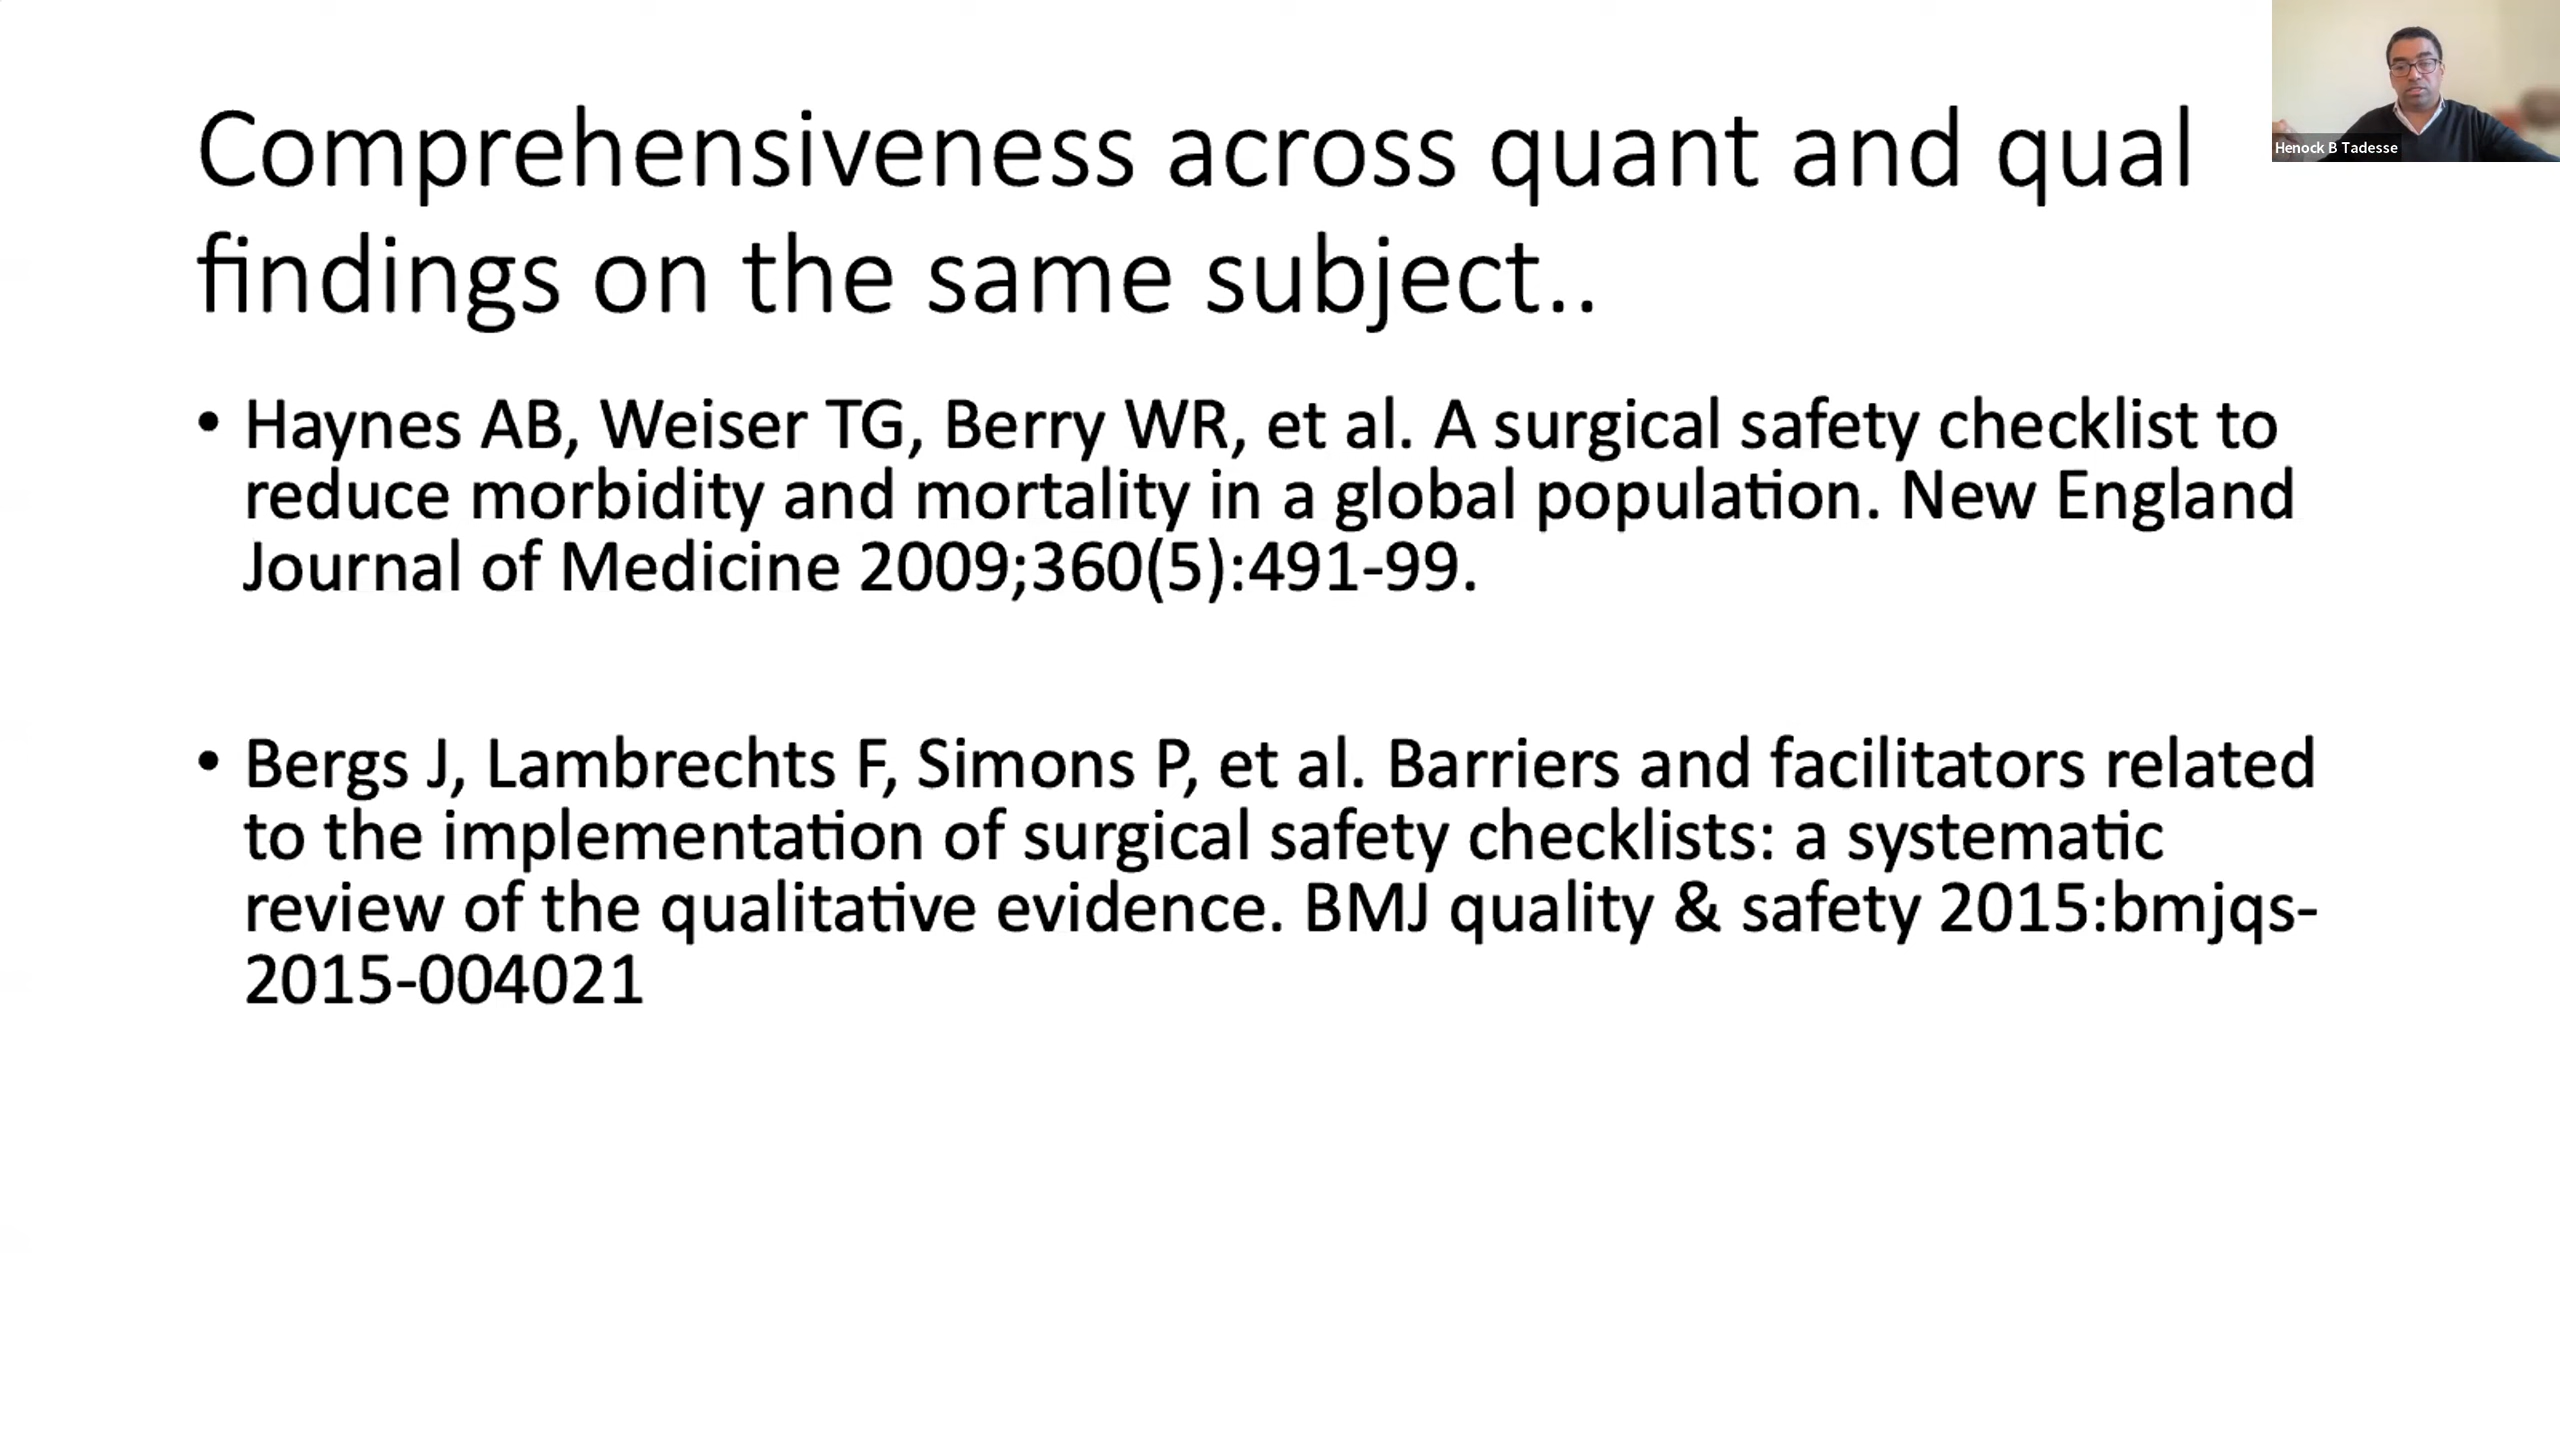 Comprehensiveness across quant and qual
findings on the same subject..
• Haynes AB, Weiser TG, Berry WR, et al. A surgical safety checklist to
reduce morbidity and mortality in a global population. New England
Journal of Medicine 2009;360(5):491-99.
• Bergs J, Lambrechts F, Simons P, et al. Barriers and facilitators related
to the implementation of surgical safety checklists: a systematic
review of the qualitative evidence. BMJ quality & safety 2015:bmjqs-
2015-004021
Henock B Tadesse